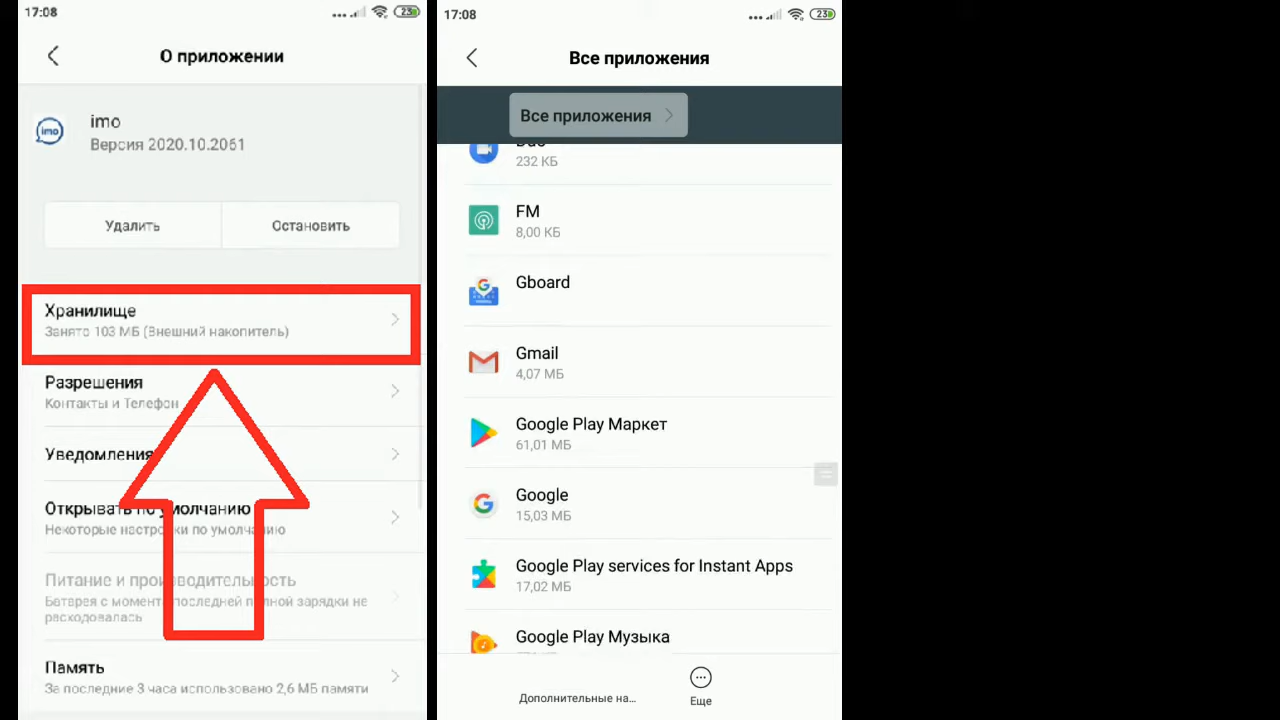 17:08
23
О приложении
imo
imo
Версия 2020.10.2061
Удалить
Остановить
Хранилище
Занято 103 МБ (Внешний накопитель)
Разрешения
Контакты и Телефон
Уведомления
Открывать по умолчанию
Некоторые настройки по умолчанию
Питание и производительность
Батарея с момента последней полной зарядки не
расходовалась
Память
За последние 3 часа использовано 2,6 МБ памяти
17:08
23
Все приложения
Все приложения
Duo
232 КБ
FM
8,00 КБ
Gboard
Gmail
4,07 МБ
Google Play Маркет
61,01 МБ
Google
15,03 МБ
Google Play services for Instant Apps
17,02 МБ
Google Play Музыка
Дополнительные на...
Еще